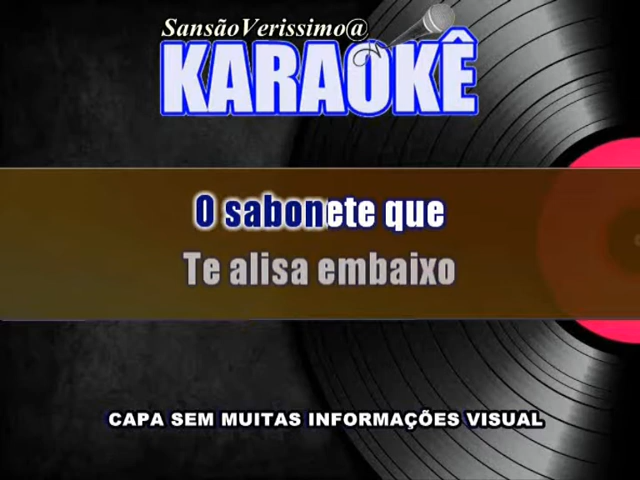 SansãoVerissimo@
KARAOKÊ
O sabonete que
Te alisa embaixo
CAPA SEM MUITAS INFORMAÇÕES VISUAL